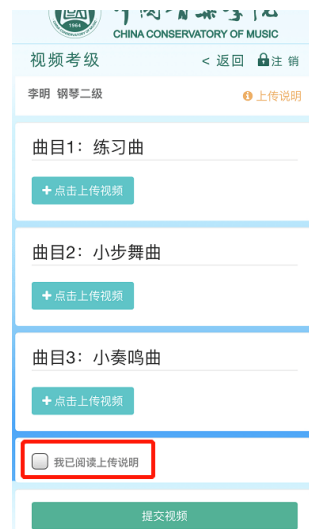 CHINA CONSERVATORY OF MUSIC
视频考级 < 返回 注 销
李明 钢琴二级 上传说明
曲目1：练习曲
+点击上传视频
曲目2：小步舞曲
+点击上传视频
曲目3：小奏鸣曲
+点击上传视频
我已阅读上传说明
提交视频